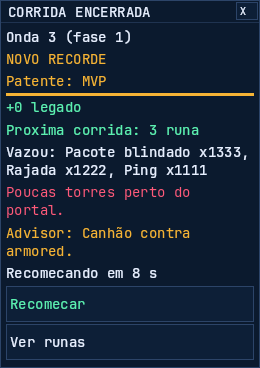 CORRIDA ENCERRADA
X
Onda 3 (fase 1)
NOVO RECORDE
Patente: MVP
+0 legado
Proxima corrida: 3 runa
Vazou: Pacote blindado x1333,
Rajada x1222, Ping x1111
Poucas torres perto do
portal.
Advisor: Canhão contra
armored.
Recomecando em 8 s
Recomecar
Ver runas